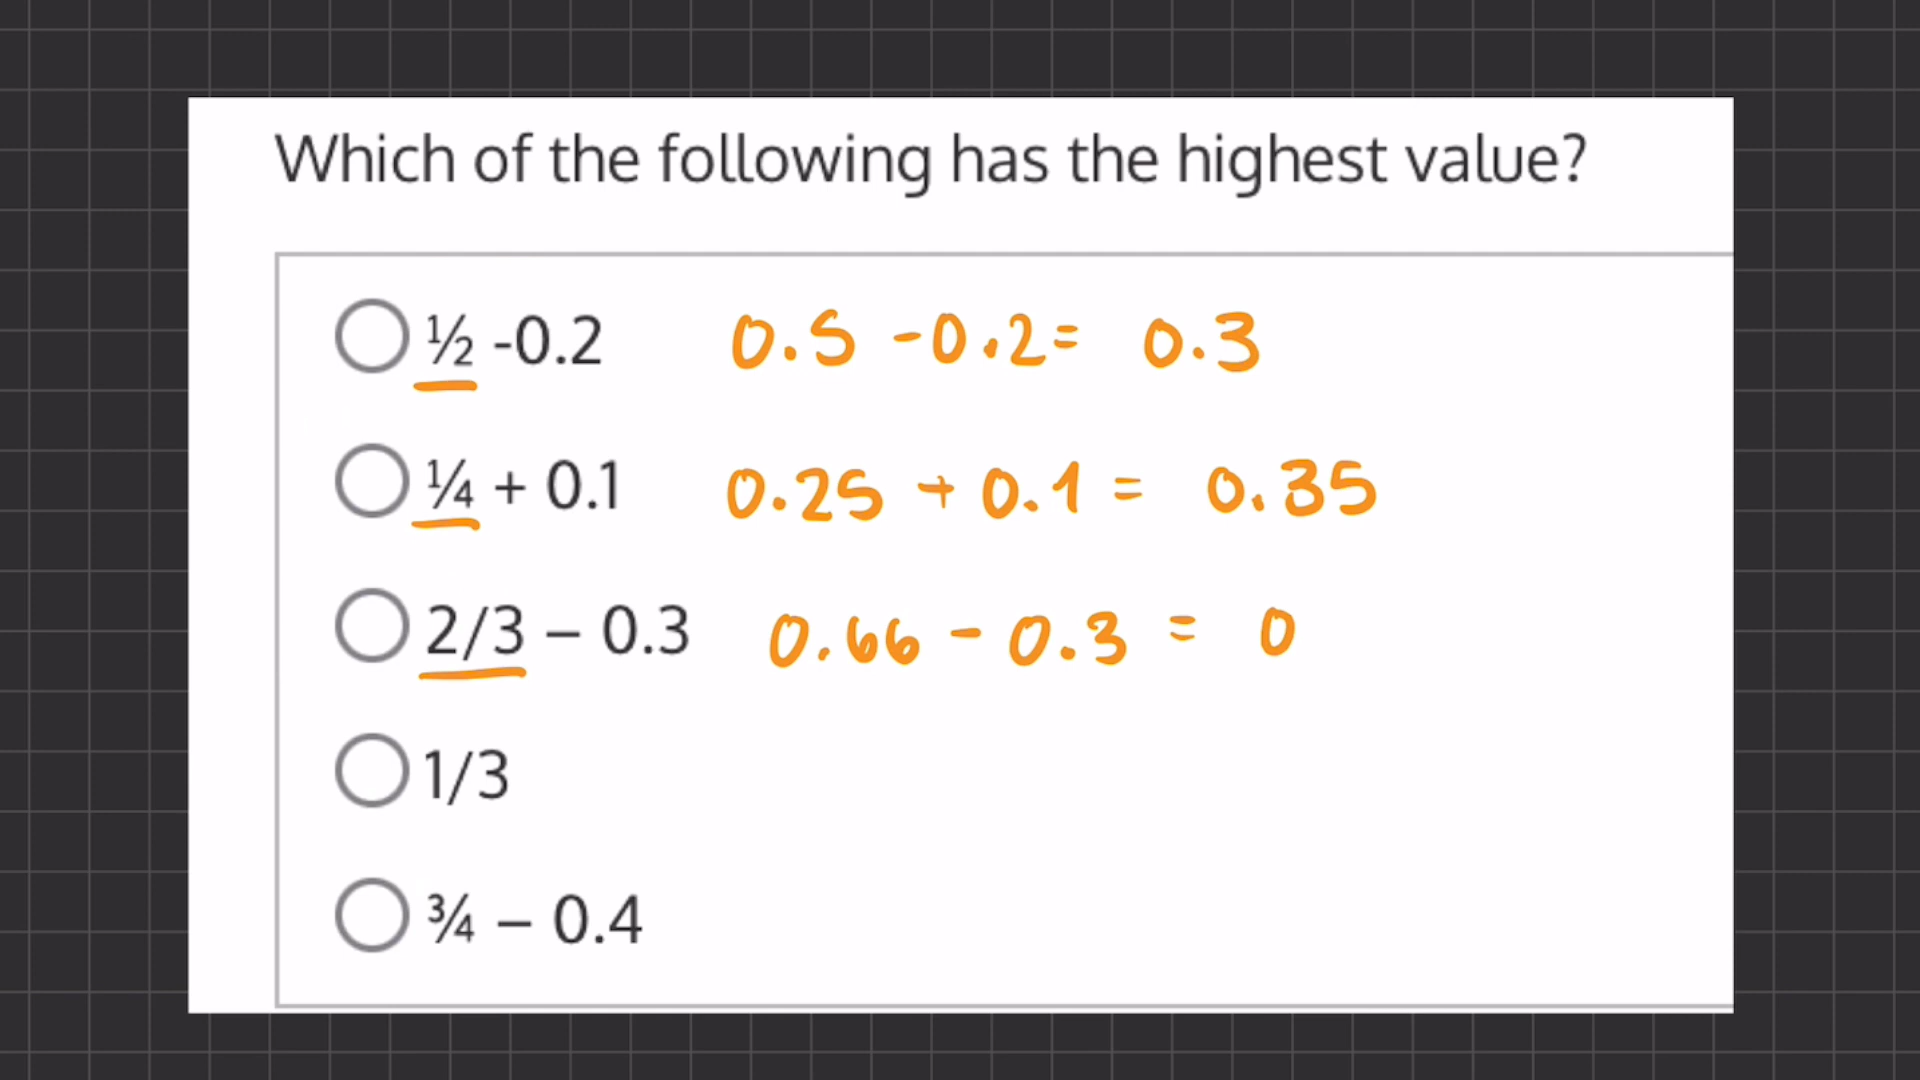 Which of the following has the highest value?
½ -0.2 0.5 -0.2= 0.3
¼ + 0.1 0.25 + 0.1 = 0.35
2/3 – 0.3 0.66 - 0.3 = 0
1/3
¾ – 0.4